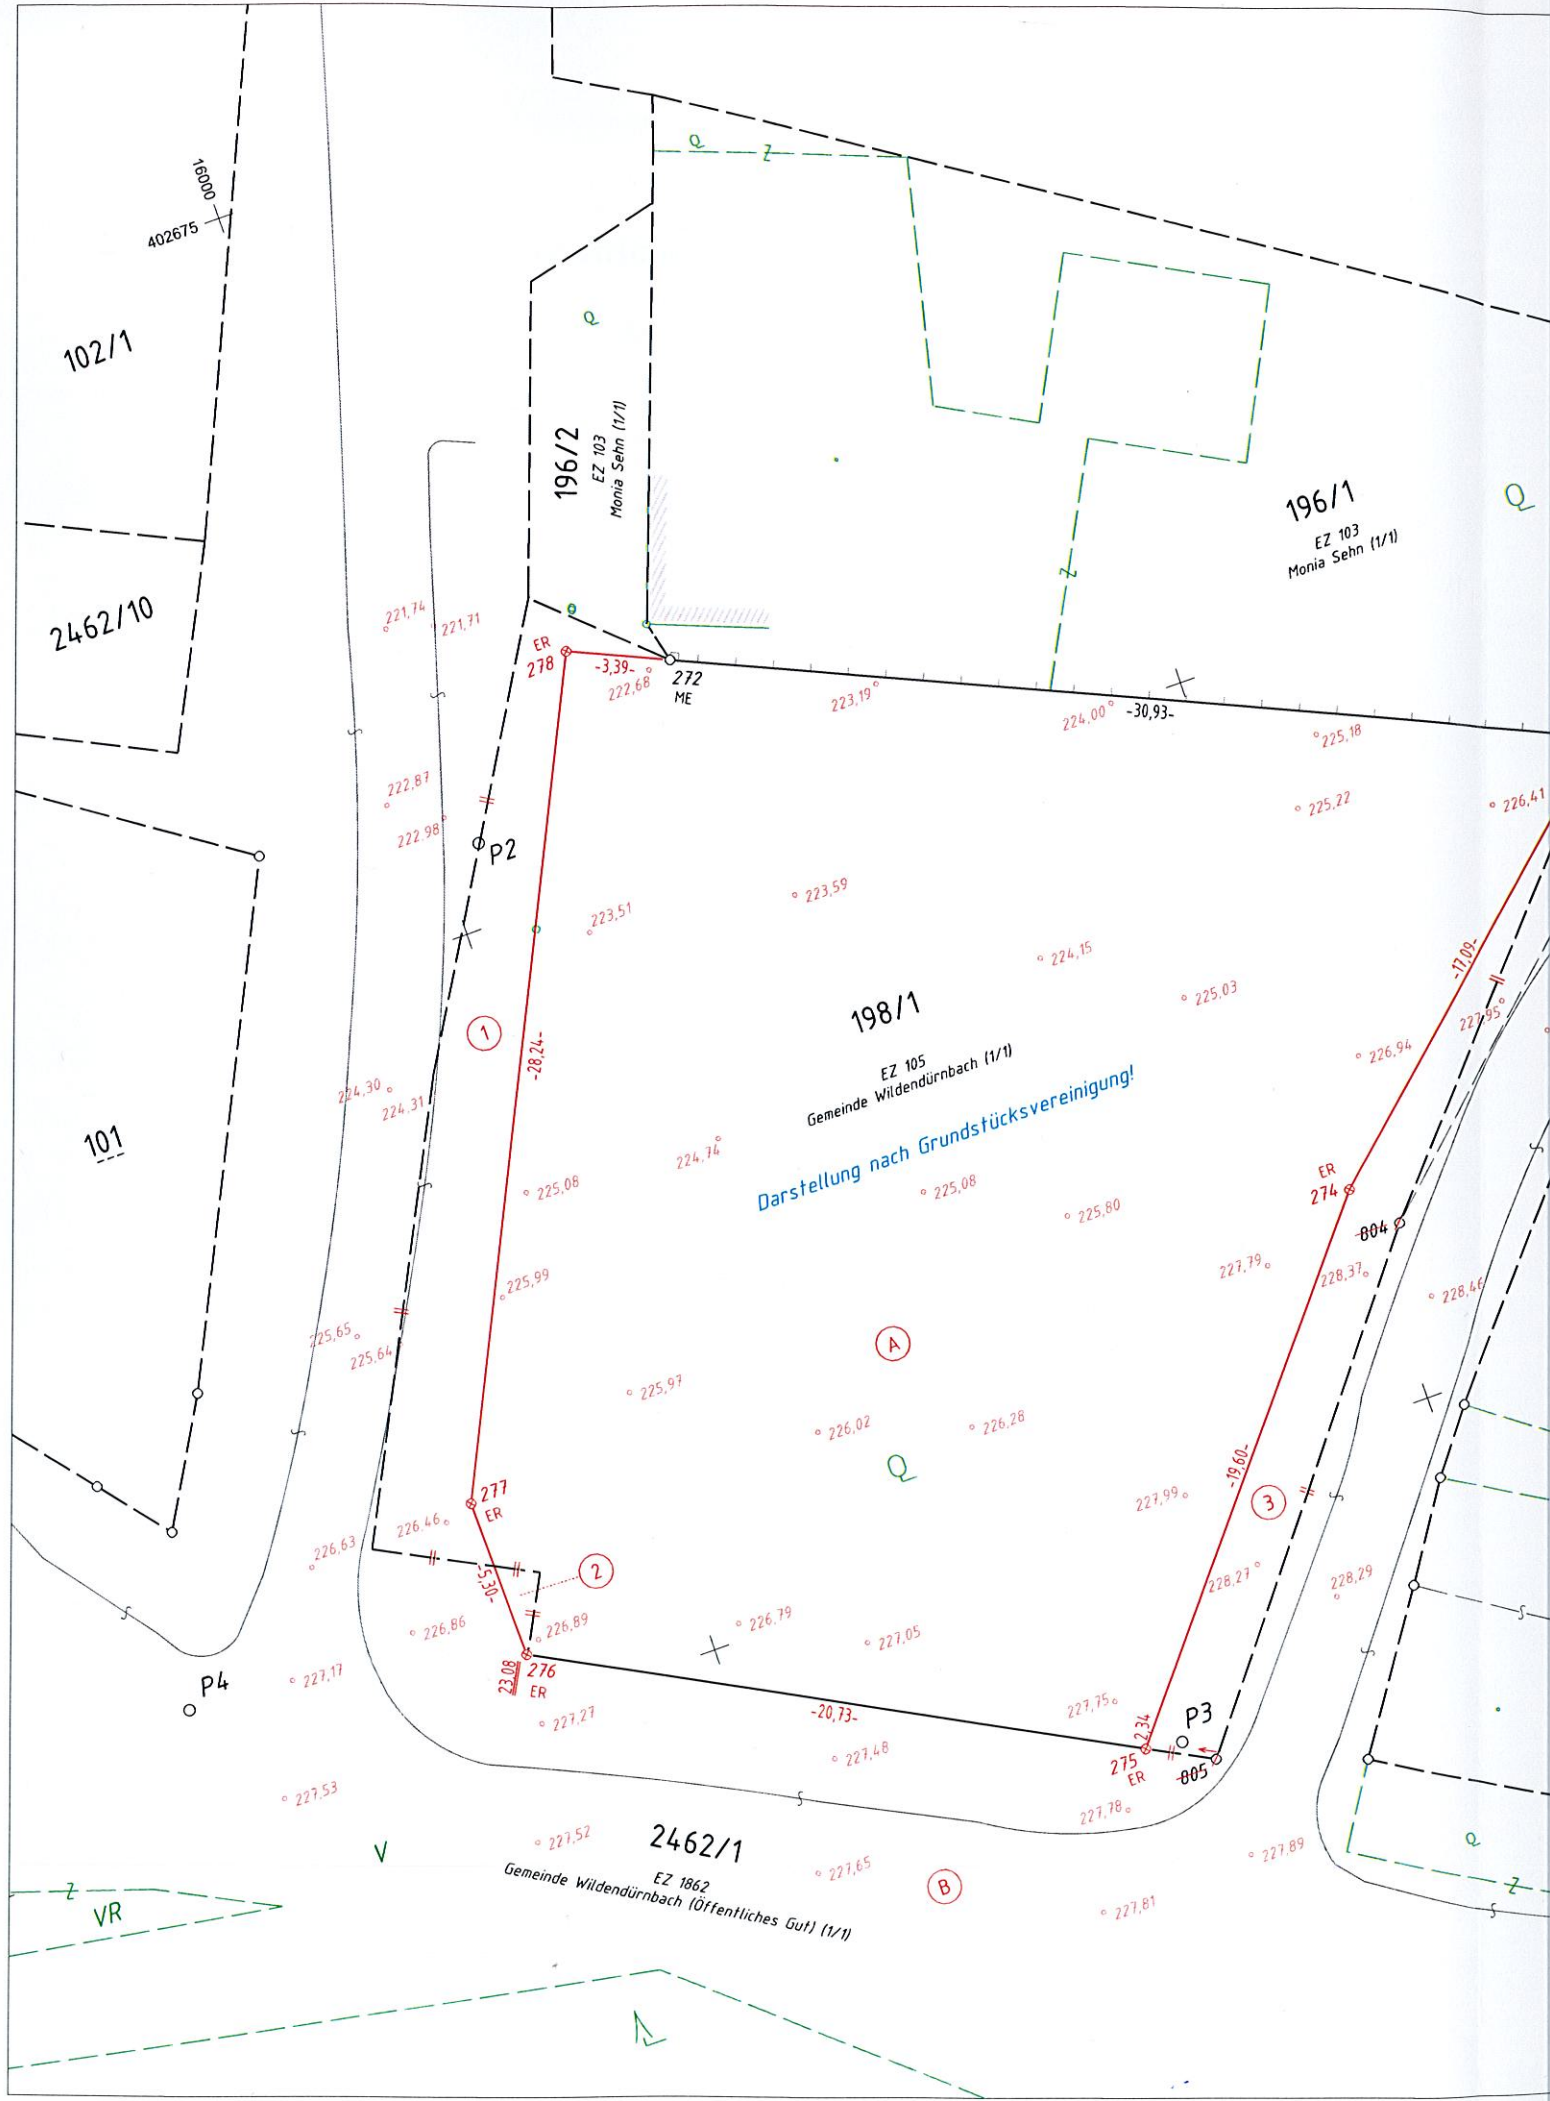 Q
Z
16000
402675
102/1
Q
196/2
EZ 103
Monia Sehn (1/1)
196/1
EZ 103
Monia Sehn (1/1)
Q
Z
2462/10
221,74
221,71
ER
278
-3,39-
222,68
272
ME
223,19
224,00
-30,93-
225,18
222,87
222,98
P2
225,22
226,41
223,59
223,51
224,15
-17,09-
225,03
227,95
198/1
1
-28,24-
EZ 105
Gemeinde Wildendürnbach (1/1)
226,94
Darstellung nach Grundstücksvereinigung!
224,30
224,31
101
224,74
225,08
225,08
225,80
ER
274
804
225,99
227,79
228,37
228,46
225,65
225,64
A
225,97
226,02
226,28
Q
-19,60-
277
ER
227,99
3
226,46
226,63
-5,30-
2
228,27
228,29
226,86
226,89
226,79
227,05
23,08
276
ER
227,17
P4
227,27
-20,73-
227,75
2,34
P3
275
ER
805
227,48
227,53
227,78
227,52
2462/1
EZ 1862
Gemeinde Wildendürnbach (Öffentliches Gut) (1/1)
227,65
B
227,89
227,81
Q
Z
V
Z
VR